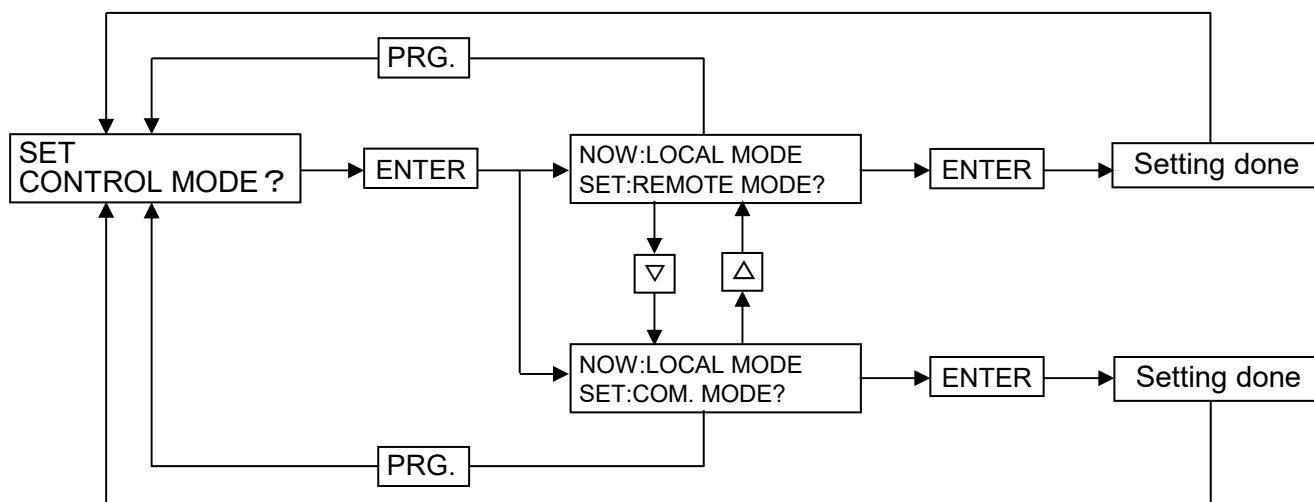 PRG.
SET
CONTROL MODE?
ENTER
NOW:LOCAL MODE
SET:REMOTE MODE?
ENTER
Setting done
▽
△
NOW:LOCAL MODE
SET:COM. MODE?
ENTER
Setting done
PRG.